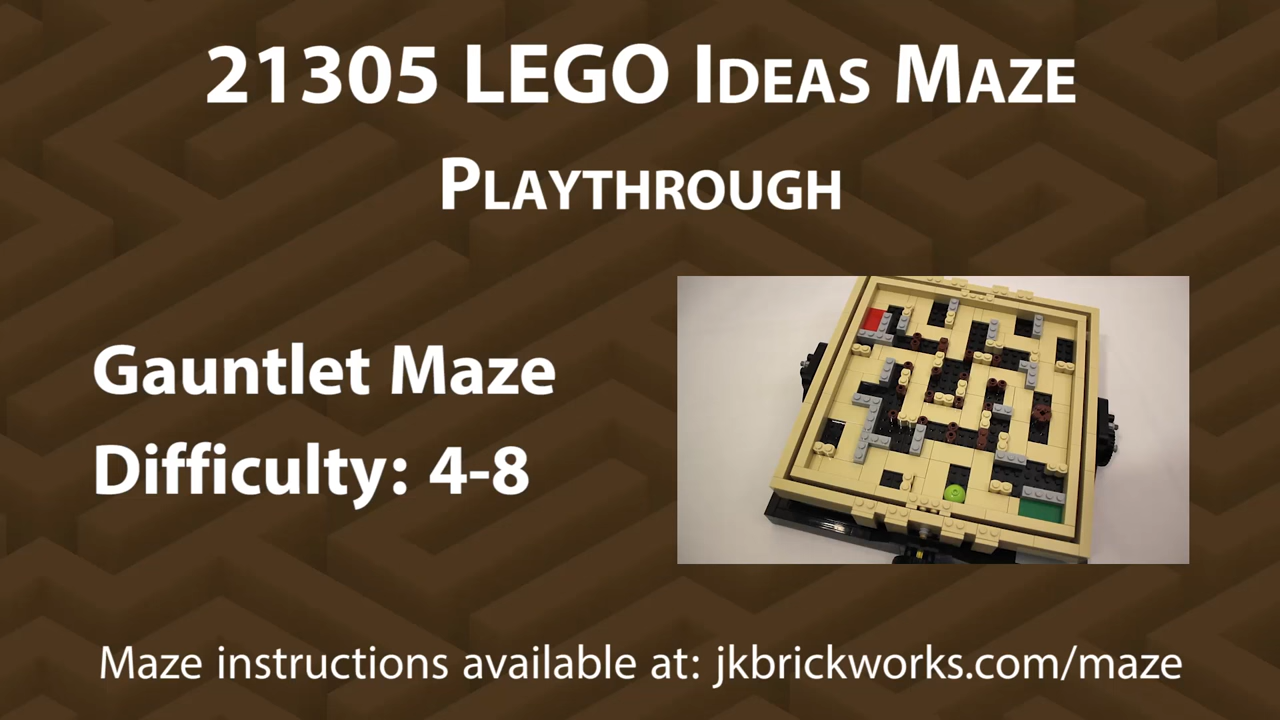 21305 LEGO Ideas Maze
Playthrough
Gauntlet Maze
Difficulty: 4-8
Maze instructions available at: jkbrickworks.com/maze